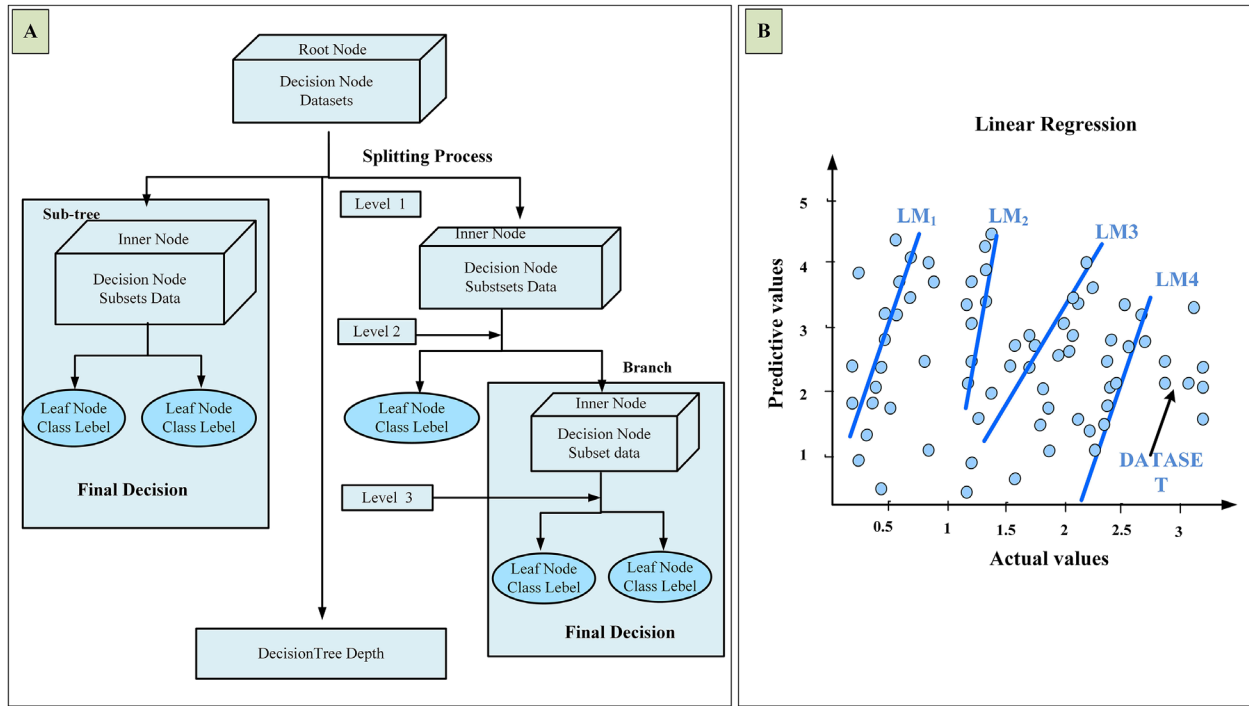 A
Root Node
Decision Node
Datasets
Splitting Process
Level 1
Sub-tree
Inner Node
Decision Node
Subsets Data
Inner Node
Decision Node
Substsets Data
Level 2
Leaf Node
Class Lebel
Leaf Node
Class Lebel
Final Decision
Leaf Node
Class Lebel
Branch
Inner Node
Decision Node
Subset data
Level 3
Leaf Node
Class Lebel
Leaf Node
Class Lebel
Final Decision
DecisionTree Depth
B
Linear Regression
Predictive values
5
4
3
2
1
LM1
LM2
LM3
LM4
DATASE
T
0.5
1
1.5
2
2.5
3
Actual values